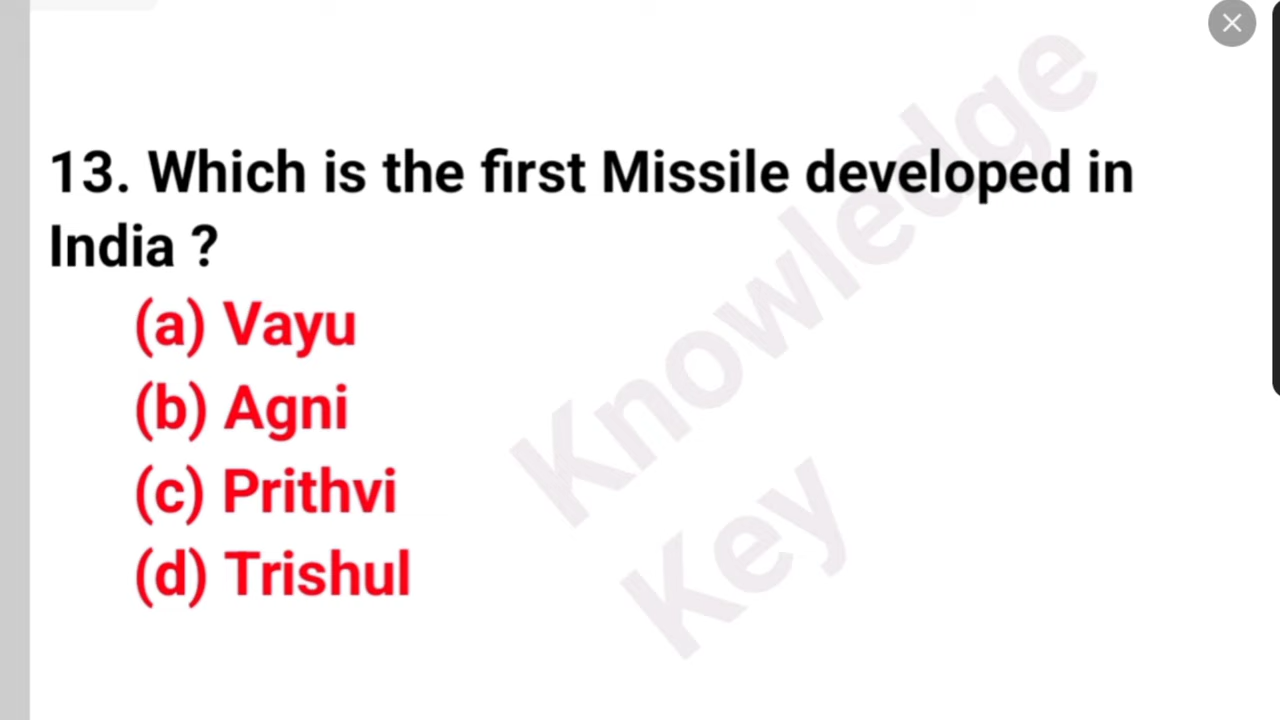 13. Which is the first Missile developed in
India ?
(a) Vayu
(b) Agni
(c) Prithvi
(d) Trishul
Knowledge
Key